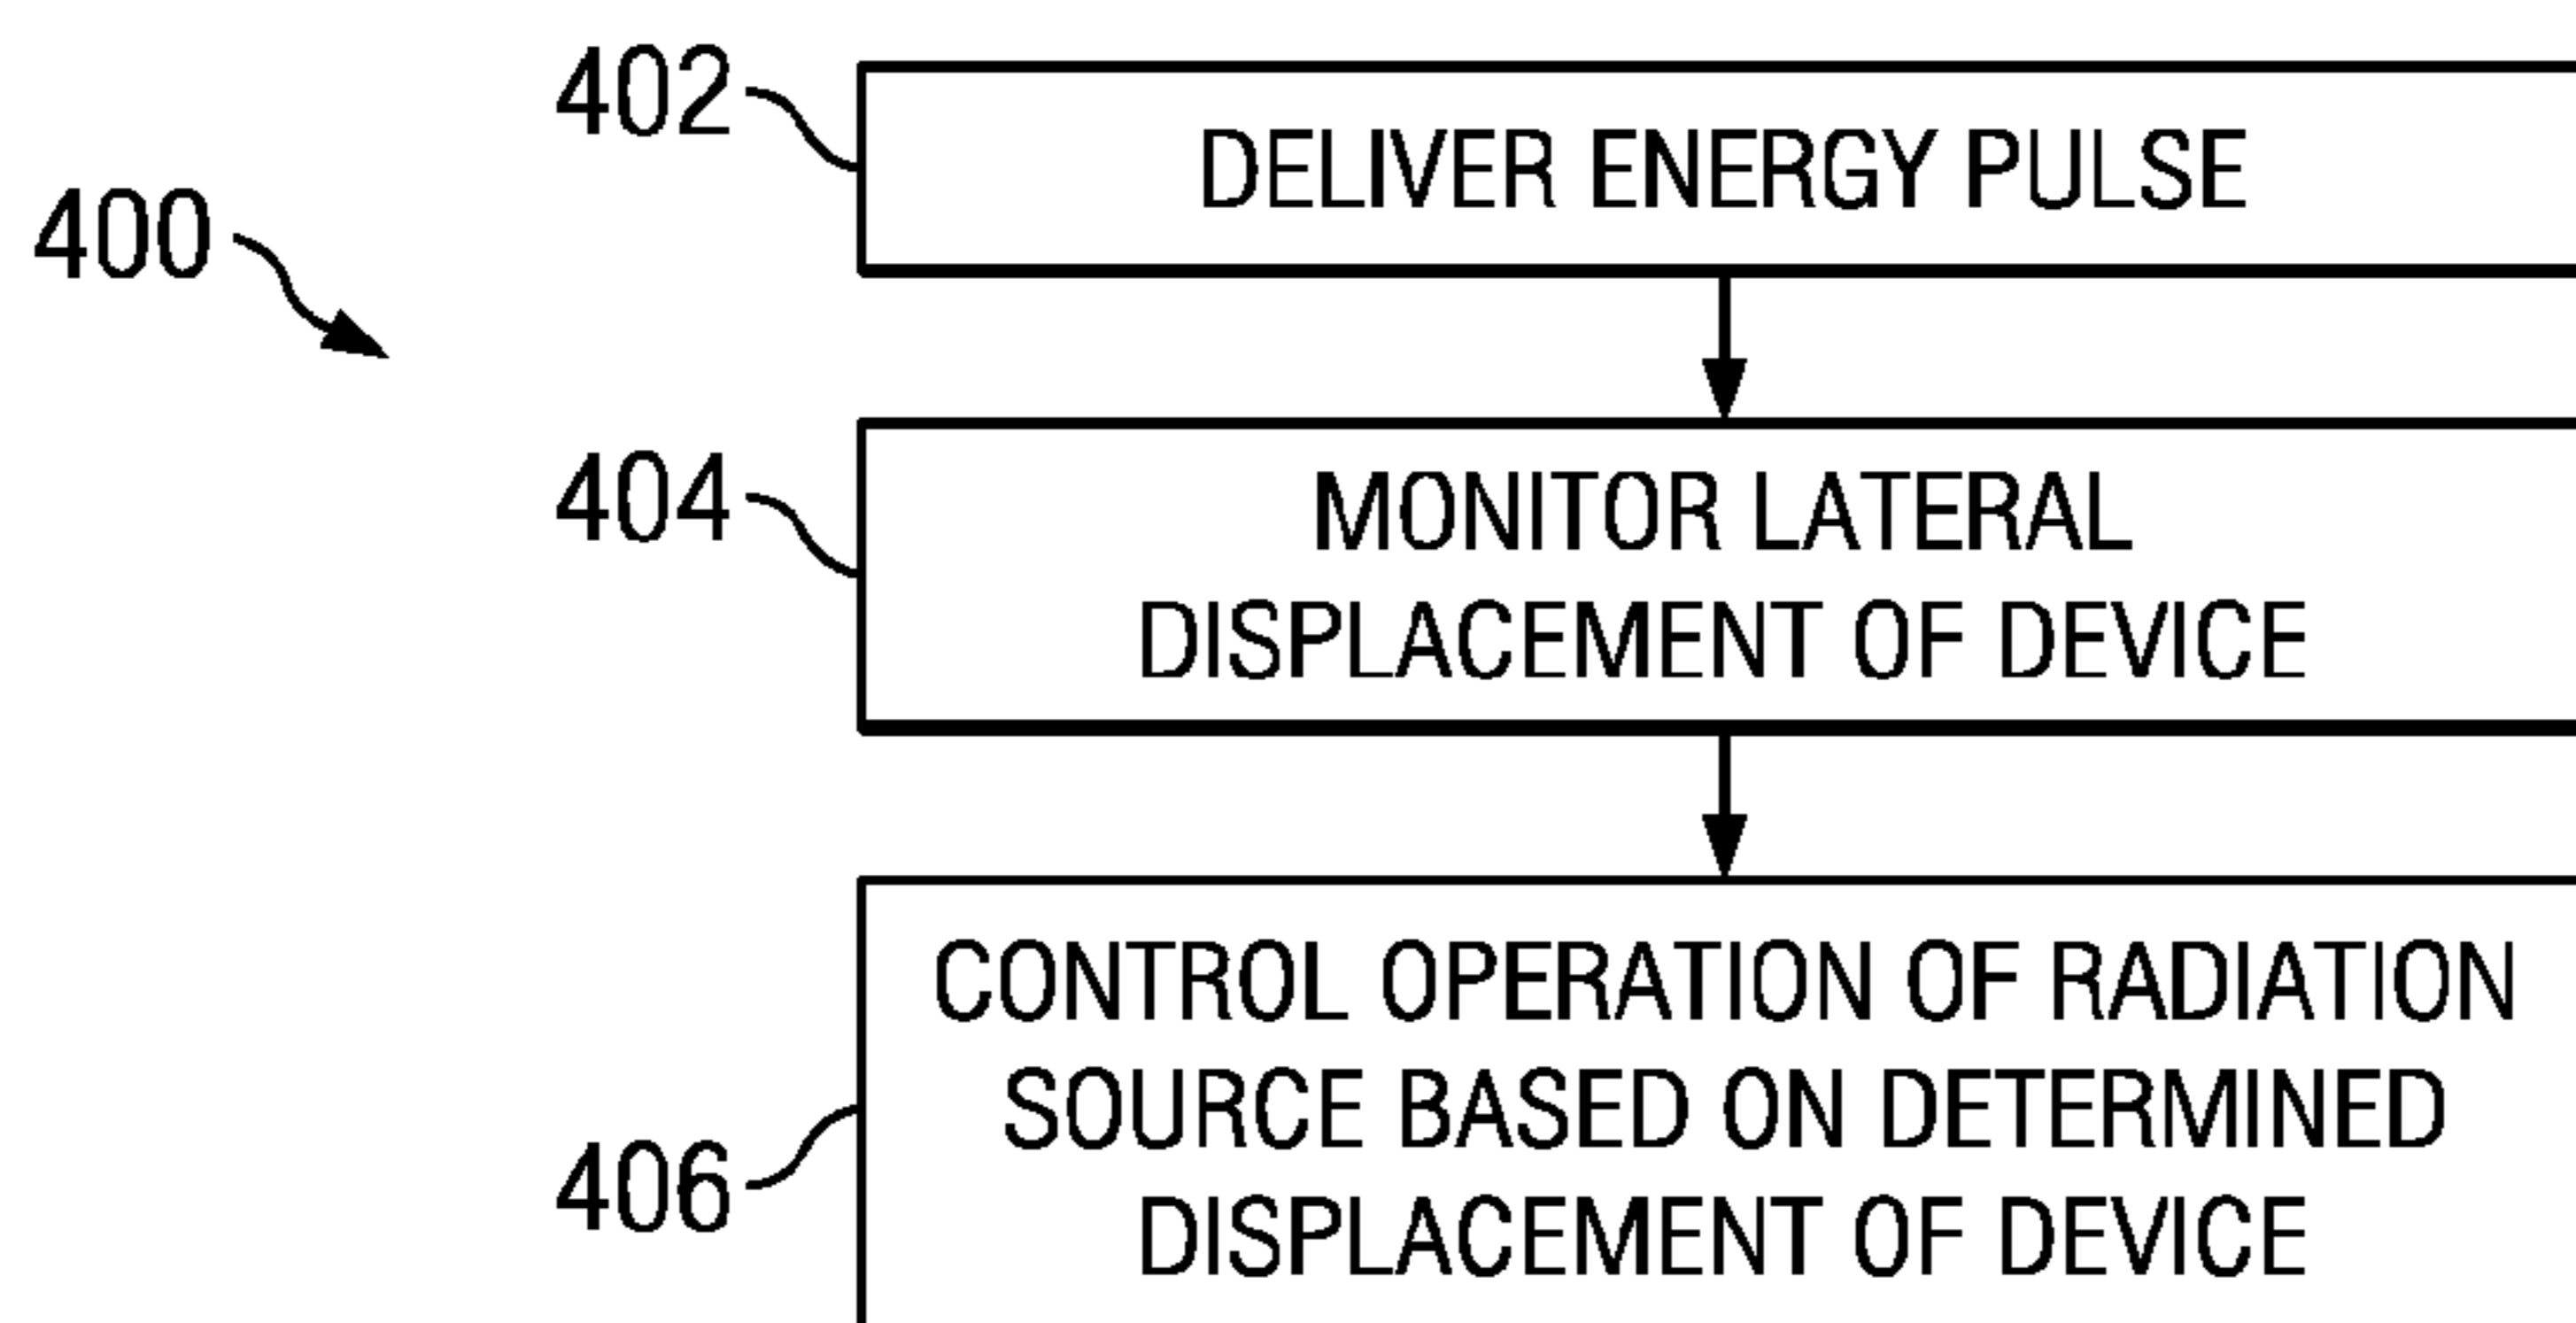 402
DELIVER ENERGY PULSE
400
404
MONITOR LATERAL
DISPLACEMENT OF DEVICE
CONTROL OPERATION OF RADIATION
SOURCE BASED ON DETERMINED
406
DISPLACEMENT OF DEVICE